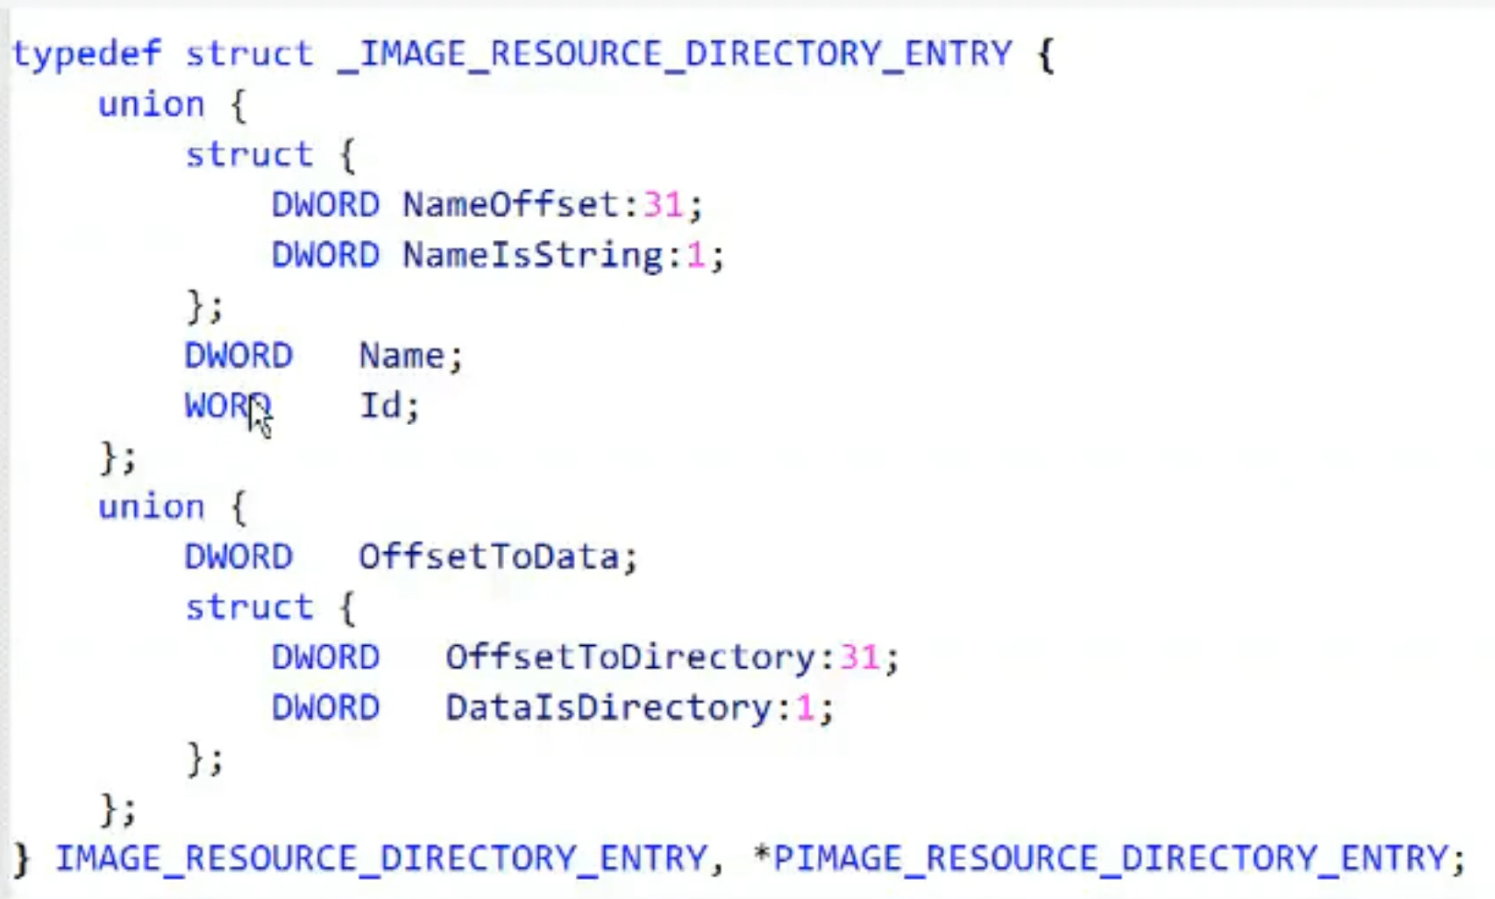 typedef struct _IMAGE_RESOURCE_DIRECTORY_ENTRY {
union {
struct {
DWORD NameOffset:31;
DWORD NameIsString:1;
};
DWORD Name;
WORD Id;
};
union {
DWORD OffsetToData;
struct {
DWORD OffsetToDirectory:31;
DWORD DataIsDirectory:1;
};
};
} IMAGE_RESOURCE_DIRECTORY_ENTRY, *PIMAGE_RESOURCE_DIRECTORY_ENTRY;